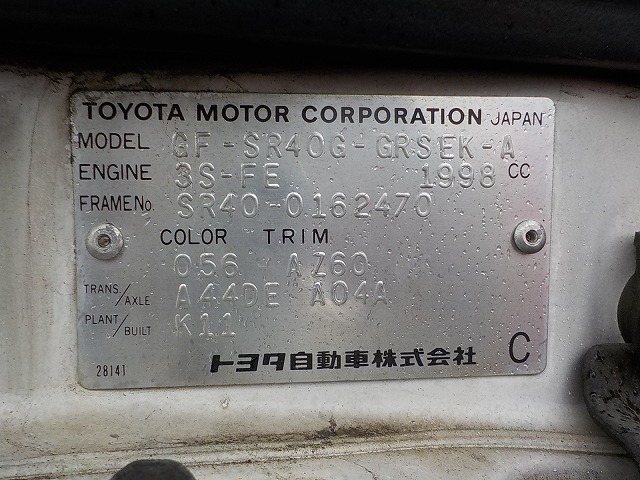 TOYOTA MOTOR CORPORATION JAPAN
MODEL GF-SR40G-GRSEK-A
ENGINE 3S-FE 1998 CC
FRAME No. SR40-0162470
COLOR TRIM
056 AZ60
TRANS./AXLE A44DE A04A
PLANT/BUILT K11
28141 トヨタ自動車株式会社 C